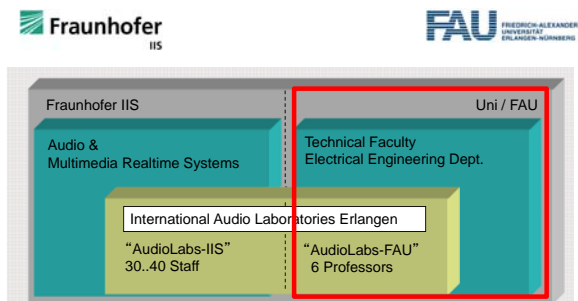 Fraunhofer
IIS
FAU
FRIEDRICH-ALEXANDER
UNIVERSITÄT
ERLANGEN-NÜRNBERG
Fraunhofer IIS
Uni / FAU
Audio &
Multimedia Realtime Systems
Technical Faculty
Electrical Engineering Dept.
International Audio Laboratories Erlangen
“AudioLabs-IIS”
30..40 Staff
“AudioLabs-FAU”
6 Professors